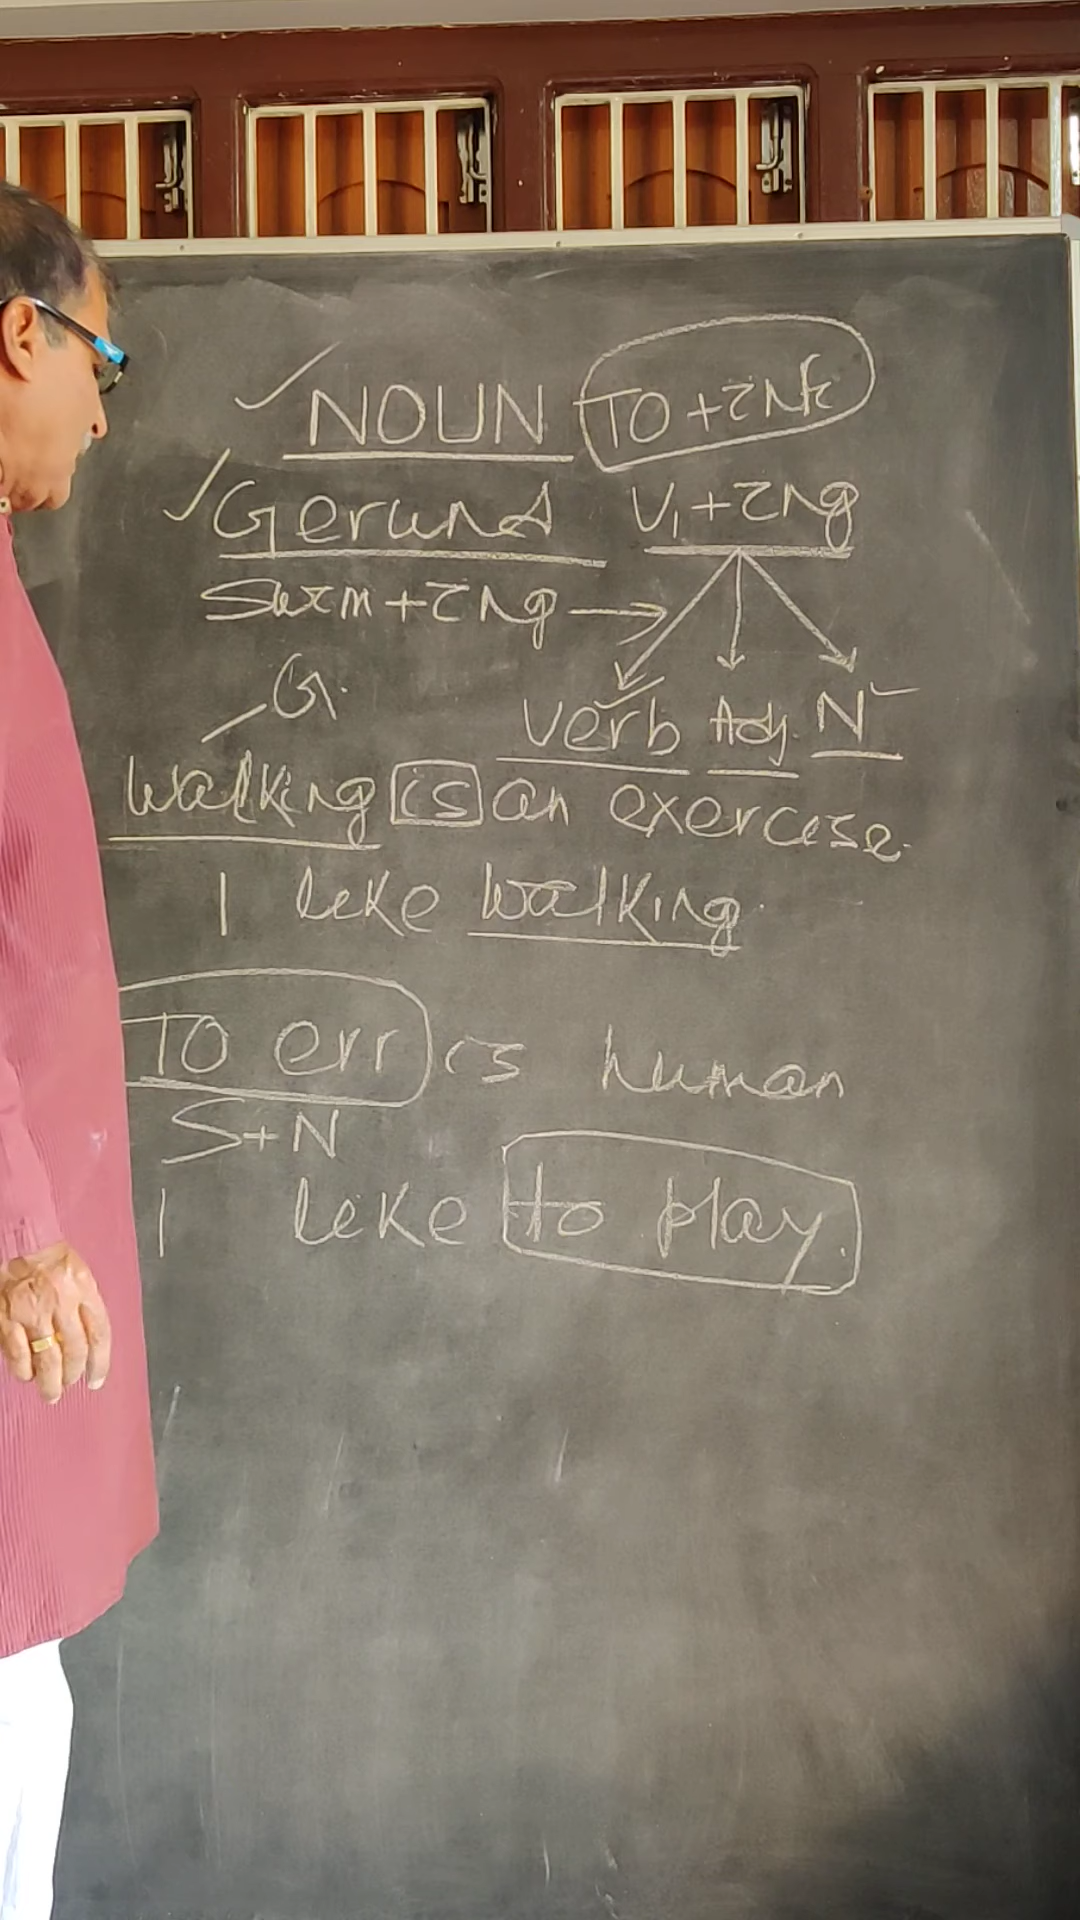 NOUN TO + Inf
Gerund V1 + Ing
Swim + Ing →
G.
Verb Adj. N
Walking is an exercise.
I like walking.
To err is human
S + N
I like to play.